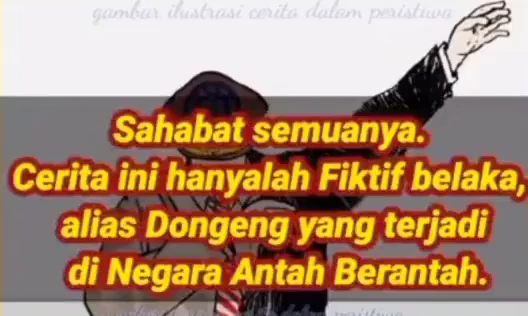 gambar ilustrasi cerita dalam peristiwa
Sahabat semuanya.
Cerita ini hanyalah Fiktif belaka,
alias Dongeng yang terjadi
di Negara Antah Berantah.